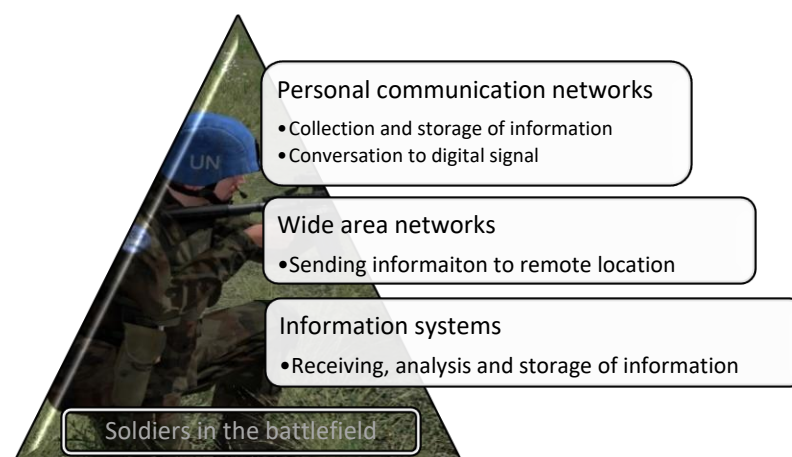 Personal communication networks
•Collection and storage of information
•Conversation to digital signal
UN
Wide area networks
•Sending informaiton to remote location
Information systems
•Receiving, analysis and storage of information
Soldiers in the battlefield